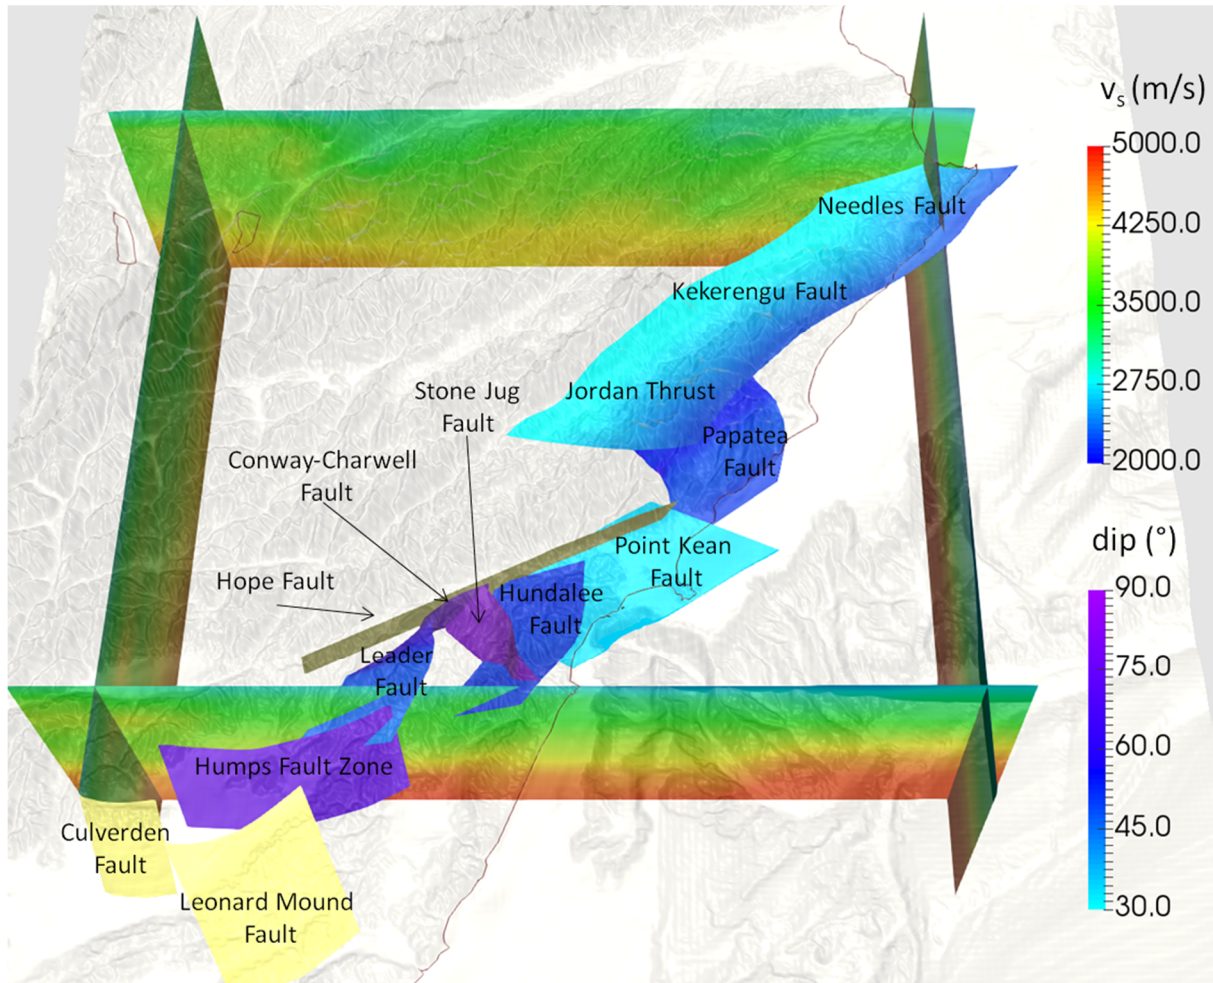 vs (m/s)
5000.0
4250.0
3500.0
2750.0
2000.0
dip (°)
90.0
75.0
60.0
45.0
30.0
Needles Fault
Kekerengu Fault
Jordan Thrust
Stone Jug
Fault
Papatea
Fault
Conway-Charwell
Fault
Point Kean
Fault
Hope Fault
Hundalee
Fault
Leader
Fault
Humps Fault Zone
Culverden
Fault
Leonard Mound
Fault